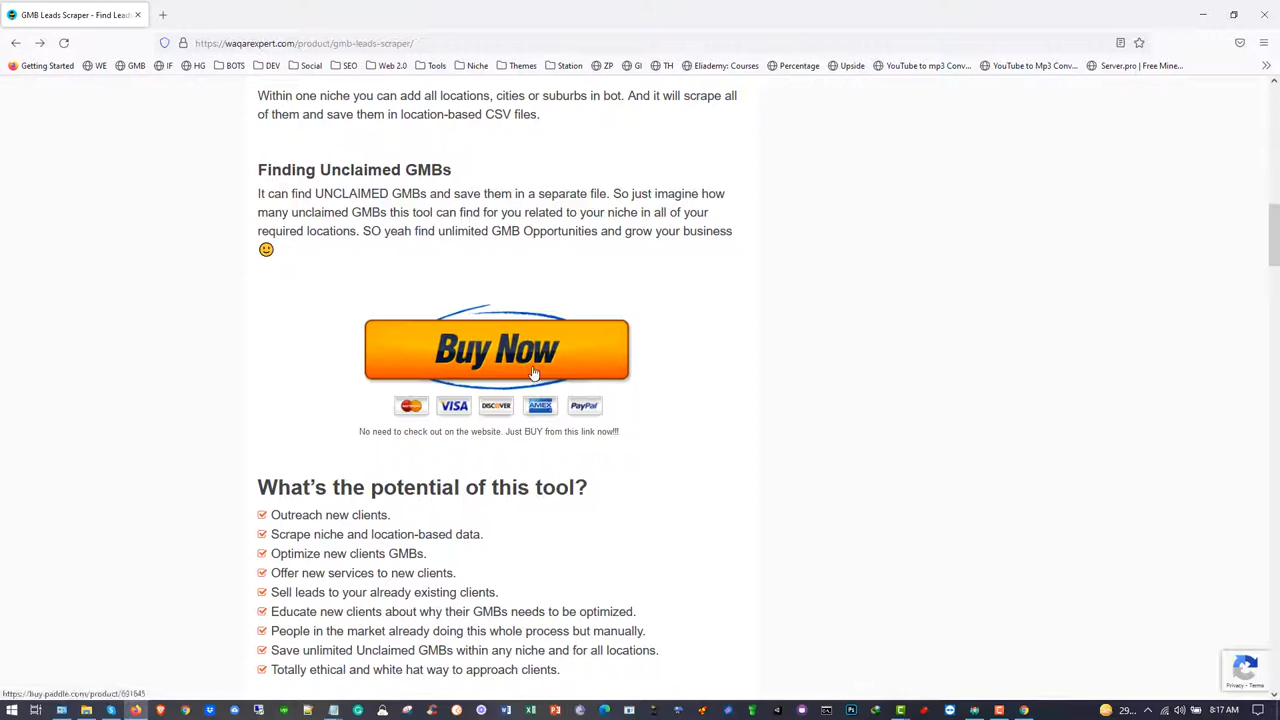 GMB Leads Scraper - Find Lead
https://waqarexpert.com/product/gmb-leads-scraper/
Getting Started WE GMB IF HG BOTS DEV Social SEO Web 2.0 Tools Niche Themes Station ZP GI TH Eliademy: Courses Percentage Upside YouTube to mp3 Conv... YouTube to Mp3 Conv... Server.pro | Free Mine...
Within one niche you can add all locations, cities or suburbs in bot. And it will scrape all
of them and save them in location-based CSV files.
Finding Unclaimed GMBs
It can find UNCLAIMED GMBs and save them in a separate file. So just imagine how
many unclaimed GMBs this tool can find for you related to your niche in all of your
required locations. SO yeah find unlimited GMB Opportunities and grow your business
Buy Now
MasterCard VISA DISCOVER AMEX PayPal
No need to check out on the website. Just BUY from this link now!!!
What's the potential of this tool?
Outreach new clients.
Scrape niche and location-based data.
Optimize new clients GMBs.
Offer new services to new clients.
Sell leads to your already existing clients.
Educate new clients about why their GMBs needs to be optimized.
People in the market already doing this whole process but manually.
Save unlimited Unclaimed GMBs within any niche and for all locations.
Totally ethical and white hat way to approach clients.
Privacy - Terms
https://buy.paddle.com/product/691645
29... 8:17 AM